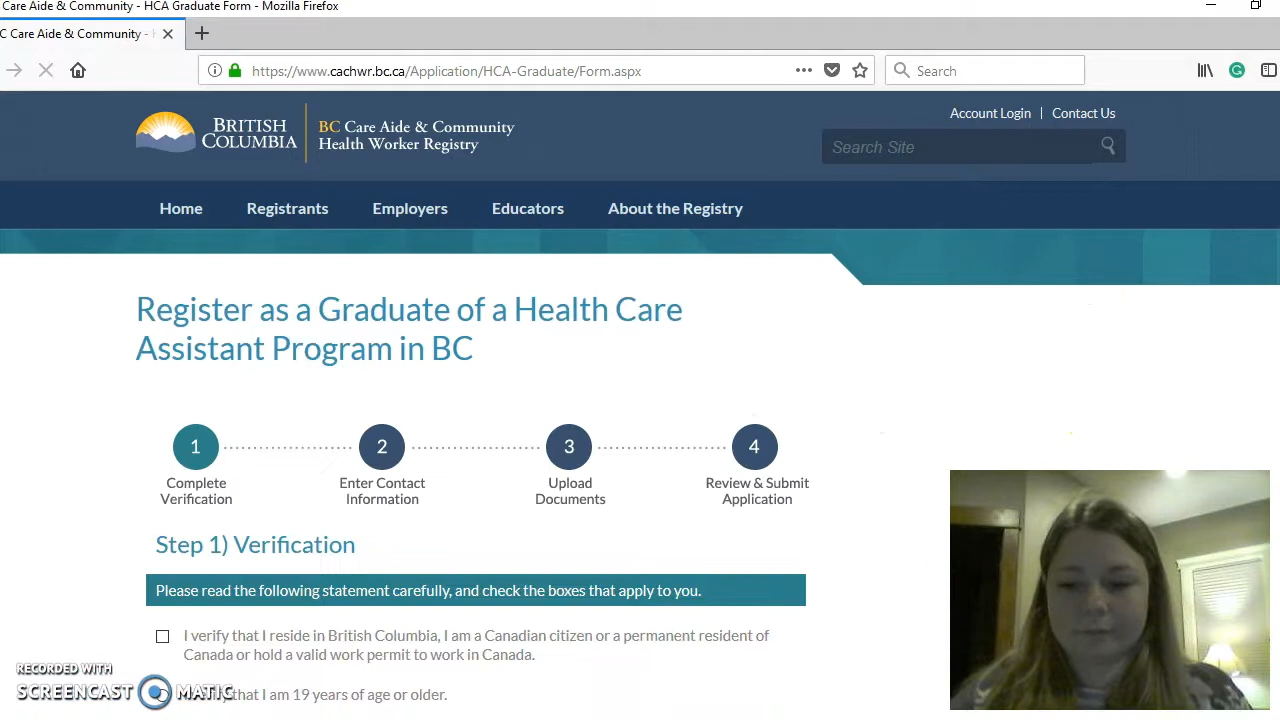 Care Aide & Community - HCA Graduate Form - Mozilla Firefox
C Care Aide & Community -
https://www.cachwr.bc.ca/Application/HCA-Graduate/Form.aspx
Search
Account Login | Contact Us
BRITISH COLUMBIA
BC Care Aide & Community
Health Worker Registry
Search Site
Home Registrants Employers Educators About the Registry
Register as a Graduate of a Health Care
Assistant Program in BC
1 2 3 4
Complete Verification
Enter Contact Information
Upload Documents
Review & Submit Application
Step 1) Verification
Please read the following statement carefully, and check the boxes that apply to you.
I verify that I reside in British Columbia, I am a Canadian citizen or a permanent resident of
Canada or hold a valid work permit to work in Canada.
that I am 19 years of age or older.
RECORDED WITH
SCREENCAST MATIC